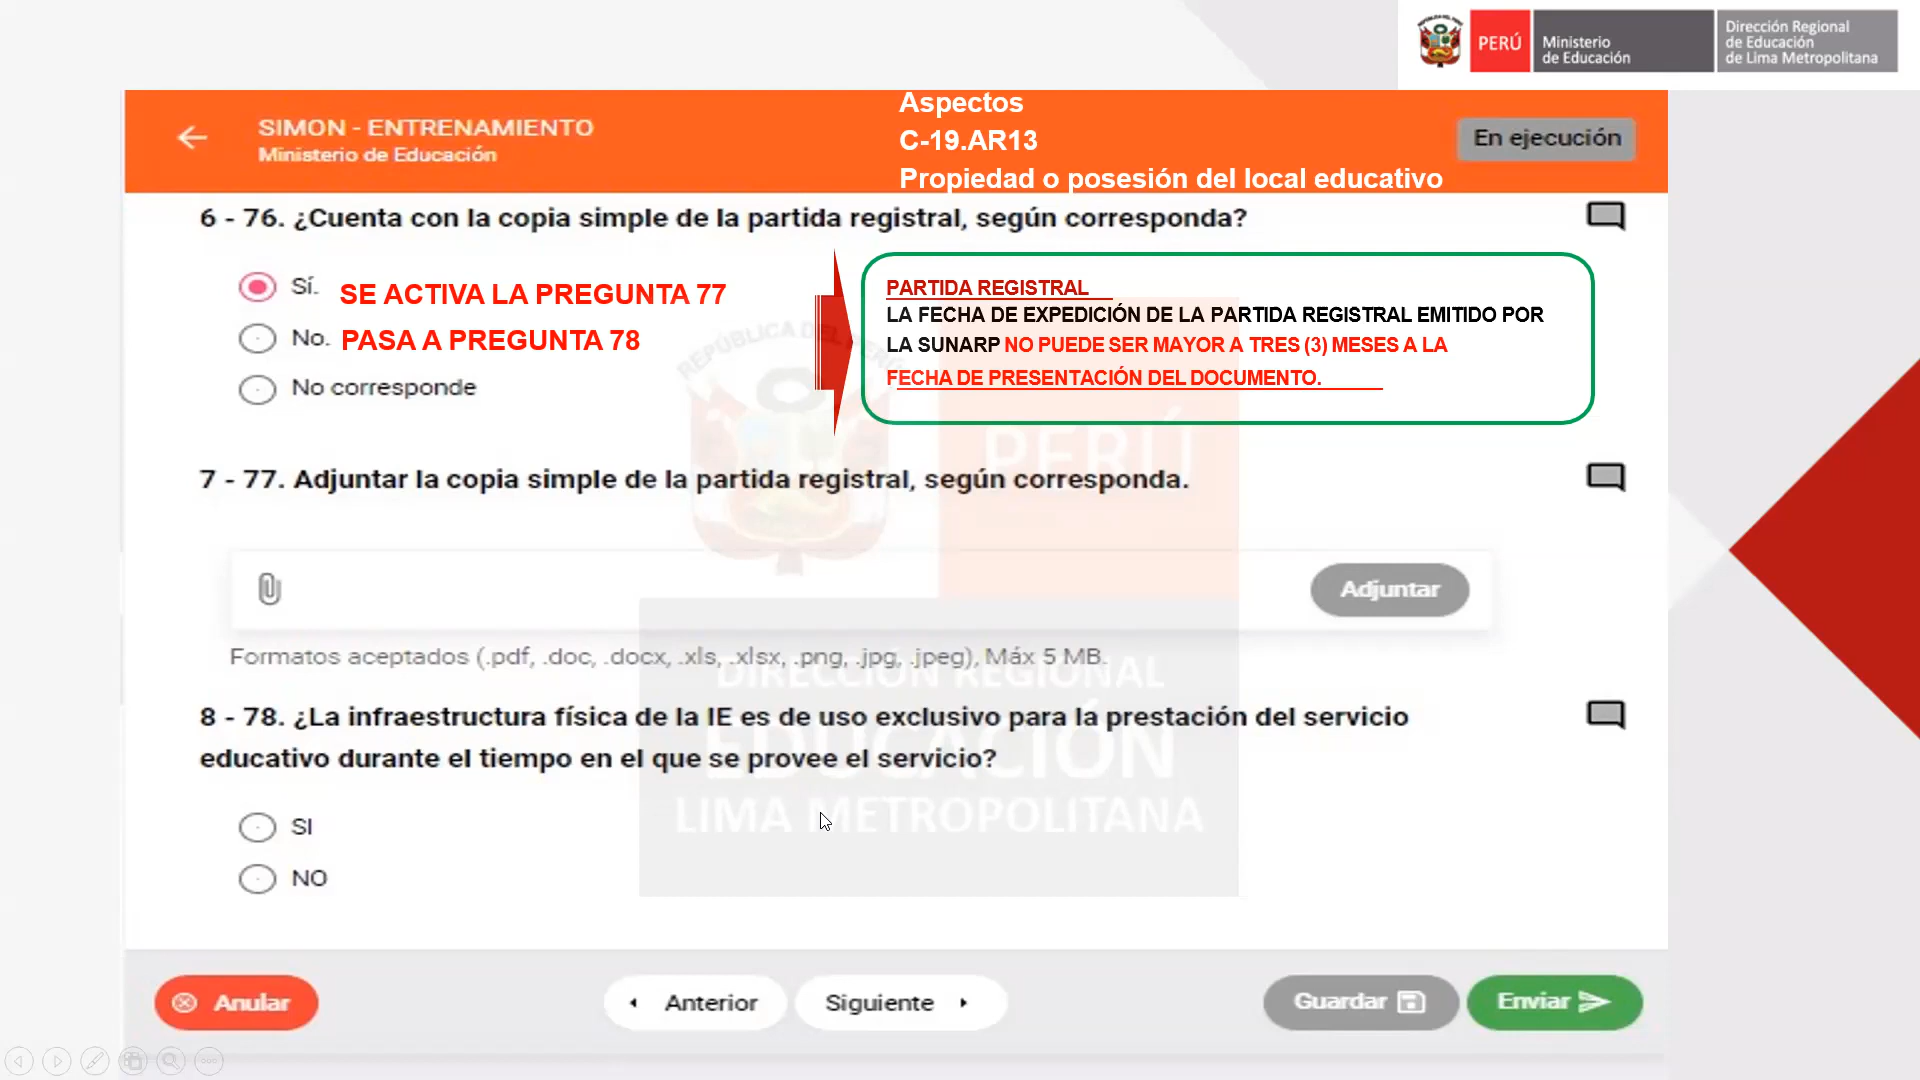 PERÚ
Ministerio
de Educación
Dirección Regional
de Educación
de Lima Metropolitana
SIMON - ENTRENAMIENTO
Ministerio de Educación
Aspectos
C-19.AR13
Propiedad o posesión del local educativo
En ejecución
6 - 76. ¿Cuenta con la copia simple de la partida registral, según corresponda?
Sí. SE ACTIVA LA PREGUNTA 77
No. PASA A PREGUNTA 78
No corresponde
PARTIDA REGISTRAL
LA FECHA DE EXPEDICIÓN DE LA PARTIDA REGISTRAL EMITIDO POR
LA SUNARP NO PUEDE SER MAYOR A TRES (3) MESES A LA
FECHA DE PRESENTACIÓN DEL DOCUMENTO.
REPÚBLICA DEL PERÚ
PERÚ
7 - 77. Adjuntar la copia simple de la partida registral, según corresponda.
Adjuntar
Formatos aceptados (.pdf, .doc, .docx, .xls, .xlsx, .png, .jpg, .jpeg), Máx 5 MB.
DIRECCIÓN REGIONAL
EDUCACIÓN
LIMA METROPOLITANA
8 - 78. ¿La infraestructura física de la IE es de uso exclusivo para la prestación del servicio
educativo durante el tiempo en el que se provee el servicio?
SI
NO
Anular
Anterior
Siguiente
Guardar
Enviar